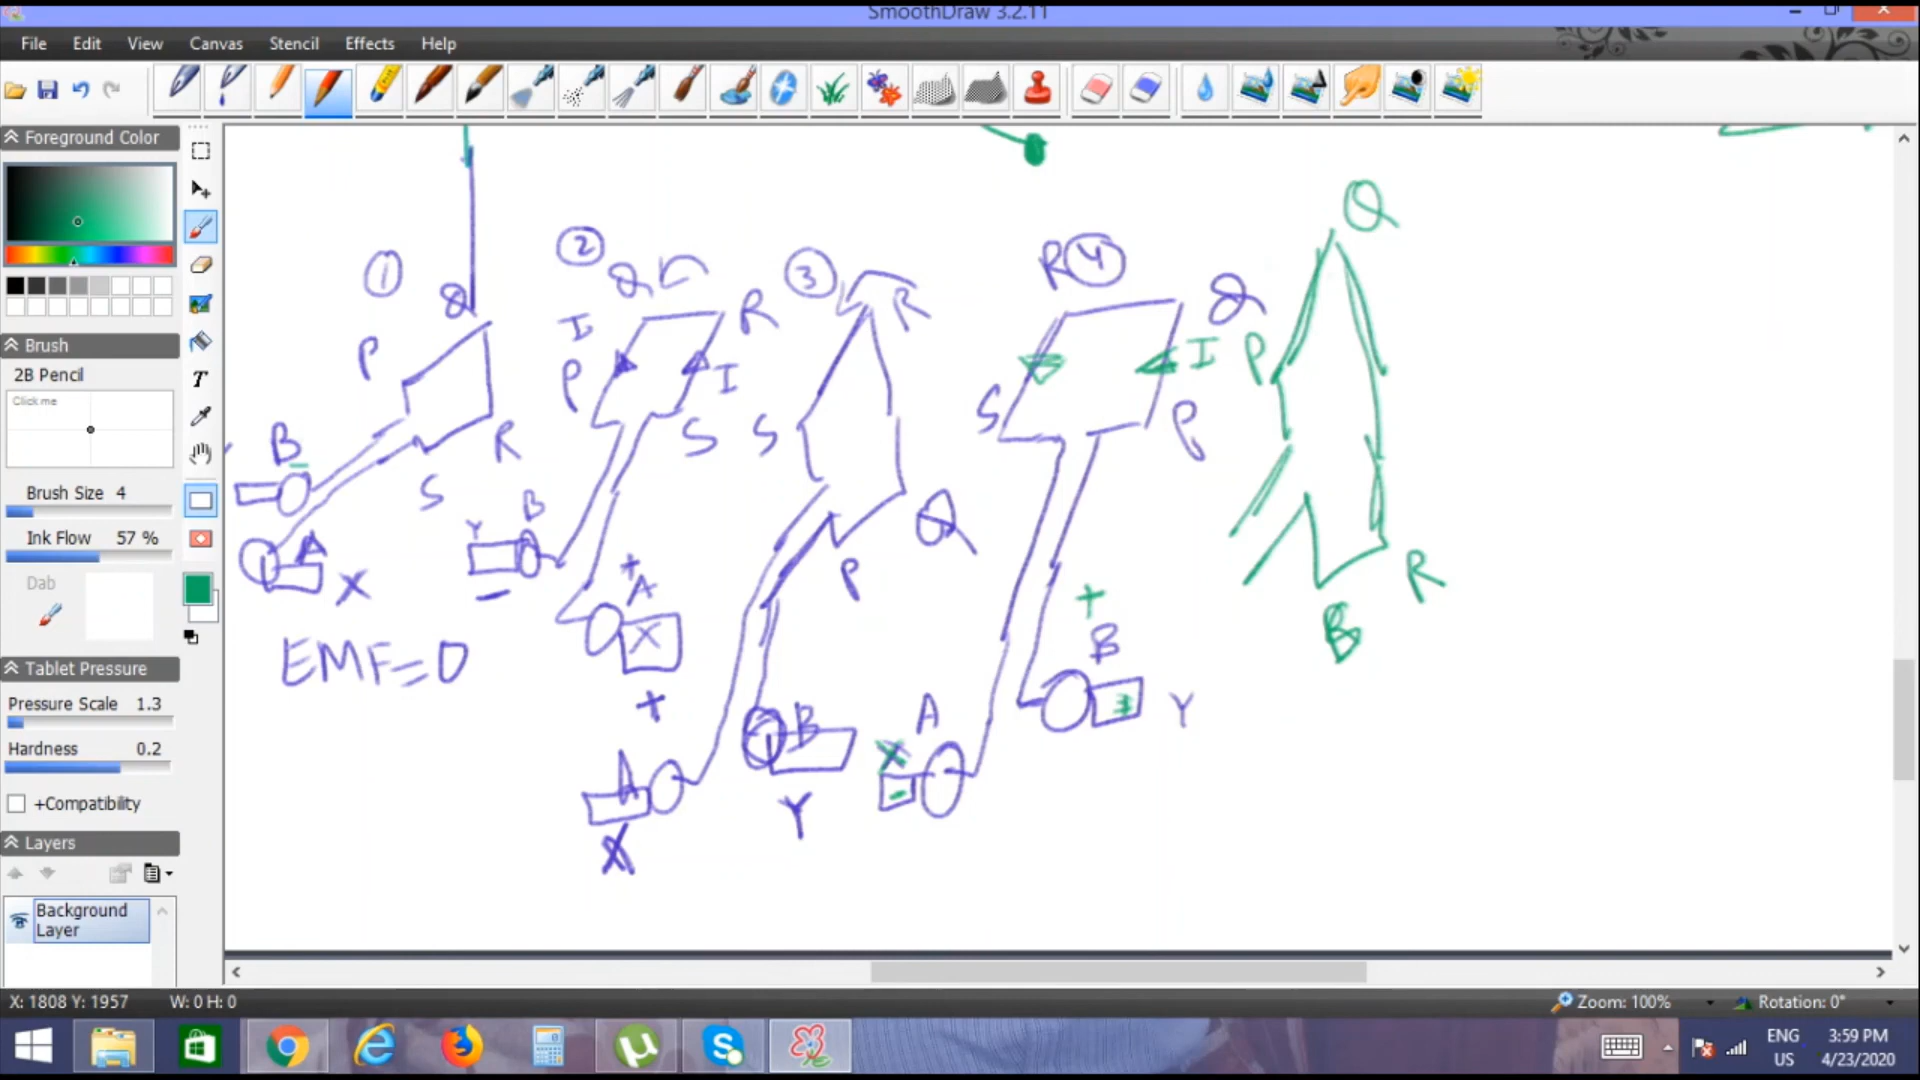 SmoothDraw 3.2.11
File Edit View Canvas Stencil Effects Help
Foreground Color
Brush
2B Pencil
Click me
Brush Size 4
Ink Flow 57 %
Dab
Tablet Pressure
Pressure Scale 1.3
Hardness 0.2
+Compatibility
Layers
Background
Layer
1
P
Q
R
S
B
-
A
X
EMF=0
2
Q
R
I
P
I
S
Y
B
-
+
A
X
+
3
R
S
Q
P
A
X
B
Y
R
4
Q
I
S
P
+
B
Y
A
X
-
Q
P
R
X: 1808 Y: 1957 W: 0 H: 0
Zoom: 100% Rotation: 0°
ENG
US
3:59 PM
4/23/2020